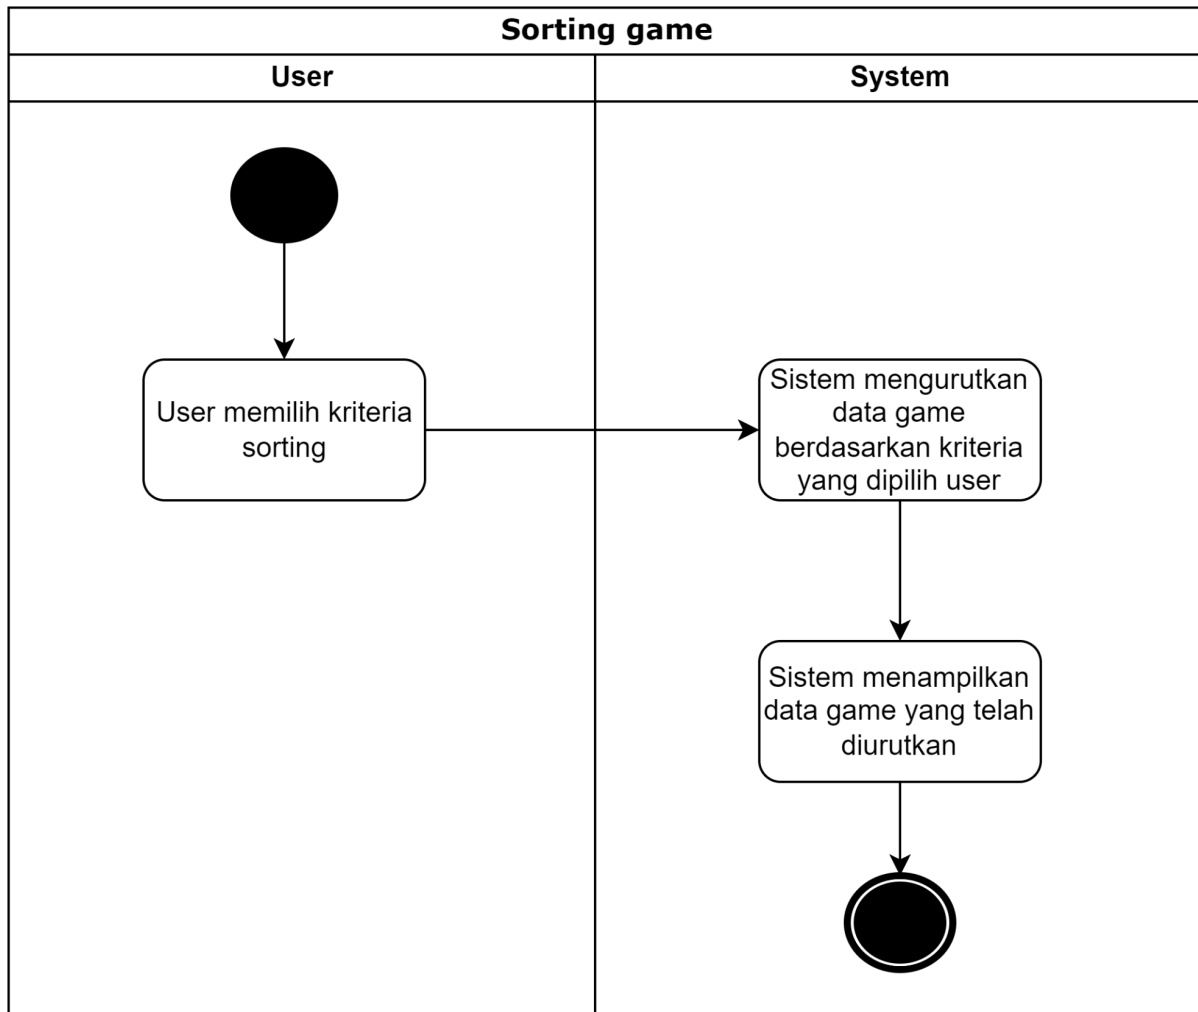 Sorting game
User
System
User memilih kriteria
sorting
Sistem mengurutkan
data game
berdasarkan kriteria
yang dipilih user
Sistem menampilkan
data game yang telah
diurutkan